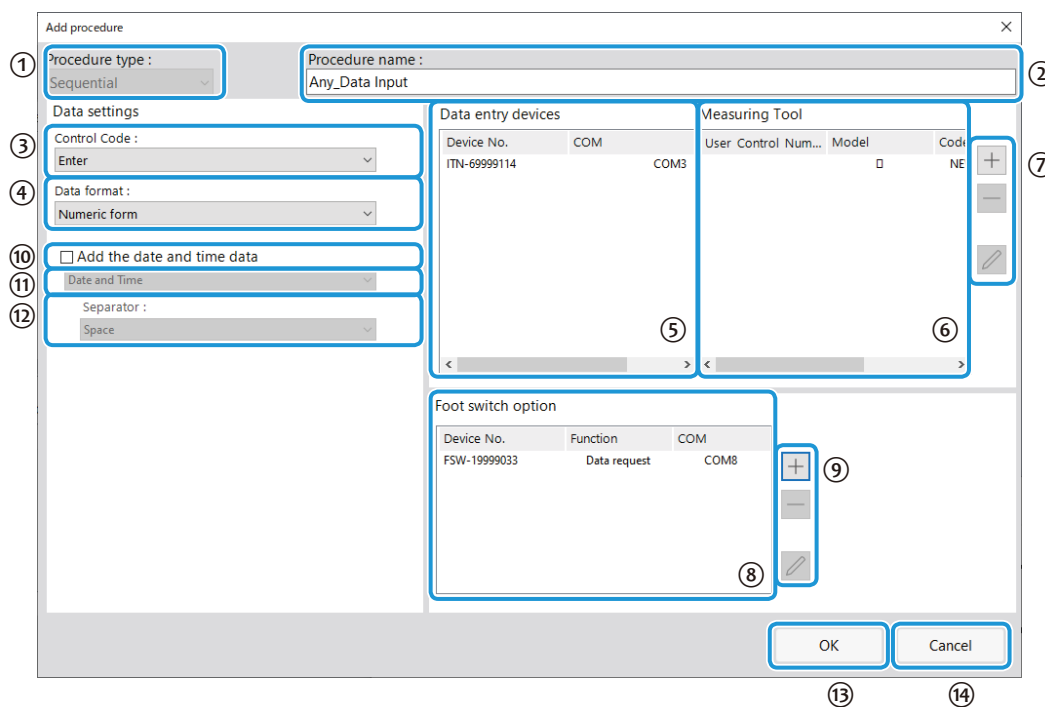 Add procedure
① Procedure type :
Sequential
Procedure name : ②
Any_Data Input
Data settings
③ Control Code :
Enter
④ Data format :
Numeric form
⑩ Add the date and time data
⑪ Date and Time
⑫ Separator :
Space
Data entry devices
Device No. COM
ITN-69999114 COM3
⑤
Measuring Tool
User Control Num... Model Code
NE
⑥
⑦
Foot switch option
Device No. Function COM
FSW-19999033 Data request COM8
⑧
⑨
OK Cancel
⑬ ⑭